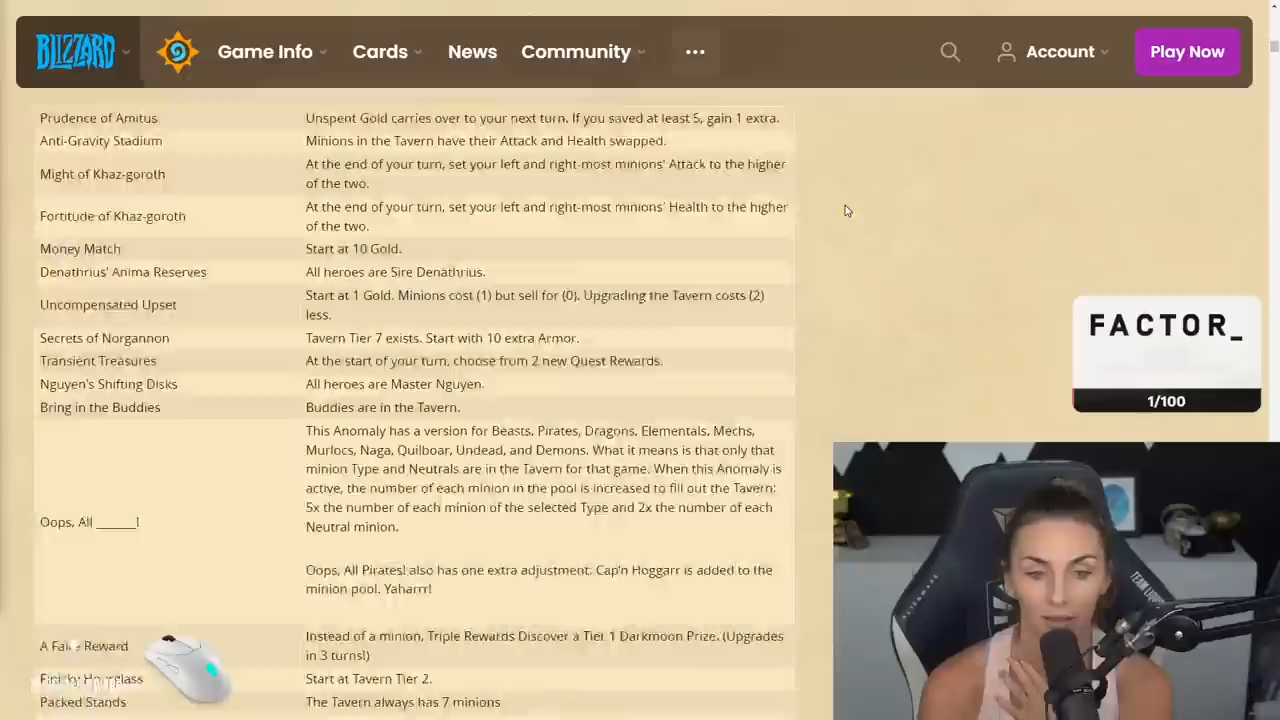 BLIZZARD
Game Info
Cards
News
Community
Account
Play Now
Prudence of Amitus
Unspent Gold carries over to your next turn. If you saved at least 5, gain 1 extra.
Anti-Gravity Stadium
Minions in the Tavern have their Attack and Health swapped.
Might of Khaz-goroth
At the end of your turn, set your left and right-most minions' Attack to the higher
of the two.
Fortitude of Khaz-goroth
At the end of your turn, set your left and right-most minions' Health to the higher
of the two.
Money Match
Start at 10 Gold.
Denathrius' Anima Reserves
All heroes are Sire Denathrius.
Uncompensated Upset
Start at 1 Gold. Minions cost (1) but sell for (0). Upgrading the Tavern costs (2)
less.
Secrets of Norgannon
Tavern Tier 7 exists. Start with 10 extra Armor.
Transient Treasures
At the start of your turn, choose from 2 new Quest Rewards.
Nguyen's Shifting Disks
All heroes are Master Nguyen.
Bring in the Buddies
Buddies are in the Tavern.
Oops, All ______!
This Anomaly has a version for Beasts, Pirates, Dragons, Elementals, Mechs,
Murlocs, Naga, Quilboar, Undead, and Demons. What it means is that only that
minion Type and Neutrals are in the Tavern for that game. When this Anomaly is
active, the number of each minion in the pool is increased to fill out the Tavern:
5x the number of each minion of the selected Type and 2x the number of each
Neutral minion.
Oops, All Pirates! also has one extra adjustment: Cap'n Hoggarr is added to the
minion pool. Yaharrr!
A Reward
Instead of a minion, Triple Rewards Discover a Tier 1 Darkmoon Prize. (Upgrades
in 3 turns!)
Hourglass
Start at Tavern Tier 2.
Packed Stands
The Tavern always has 7 minions
FACTOR_
1/100
ALIENWARE